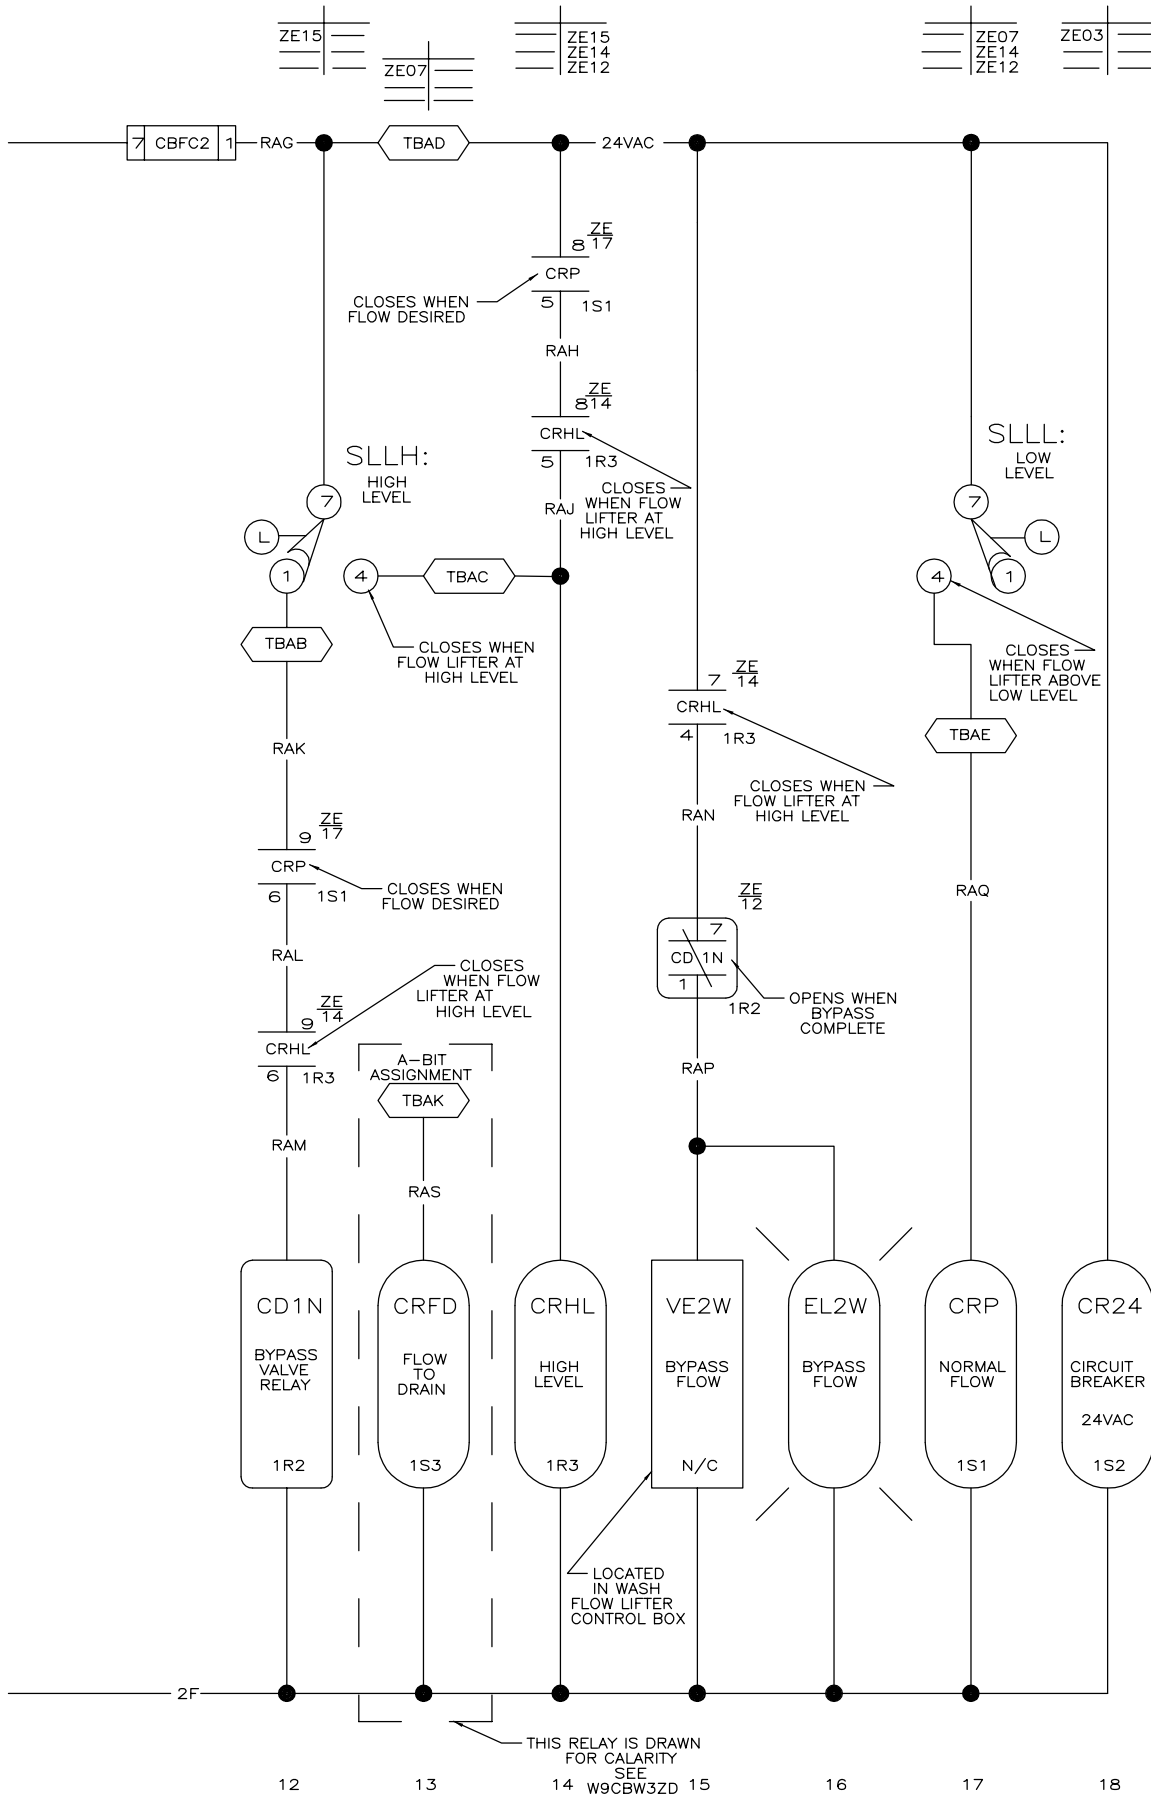 ZE15
ZE07
ZE15
ZE14
ZE12
ZE07
ZE14
ZE12
ZE03
7 CBFC2 1
RAG
TBAD
24VAC
8 ZE
17
CRP
5 1S1
CLOSES WHEN
FLOW DESIRED
RAH
8 ZE
14
CRHL
5 1R3
CLOSES
WHEN FLOW
LIFTER AT
HIGH LEVEL
RAJ
SLLH:
HIGH
LEVEL
7
L
1
4
TBAC
TBAB
CLOSES WHEN
FLOW LIFTER AT
HIGH LEVEL
SLLL:
LOW
LEVEL
7
L
4
1
CLOSES
WHEN FLOW
LIFTER ABOVE
LOW LEVEL
TBAE
7 ZE
14
CRHL
4 1R3
CLOSES WHEN
FLOW LIFTER AT
HIGH LEVEL
RAK
RAN
9 ZE
17
CRP
6 1S1
CLOSES WHEN
FLOW DESIRED
RAQ
ZE
12
7
CD 1N
1
1R2
OPENS WHEN
BYPASS
COMPLETE
RAL
CLOSES
WHEN FLOW
LIFTER AT
HIGH LEVEL
9 ZE
14
CRHL
6 1R3
A-BIT
ASSIGNMENT
TBAK
RAP
RAM
RAS
CD1N
BYPASS
VALVE
RELAY
1R2
CRFD
FLOW
TO
DRAIN
1S3
CRHL
HIGH
LEVEL
1R3
VE2W
BYPASS
FLOW
N/C
EL2W
BYPASS
FLOW
CRP
NORMAL
FLOW
1S1
CR24
CIRCUIT
BREAKER
24VAC
1S2
LOCATED
IN WASH
FLOW LIFTER
CONTROL BOX
2F
THIS RELAY IS DRAWN
FOR CALARITY
SEE
W9CBW3ZD
12 13 14 15 16 17 18